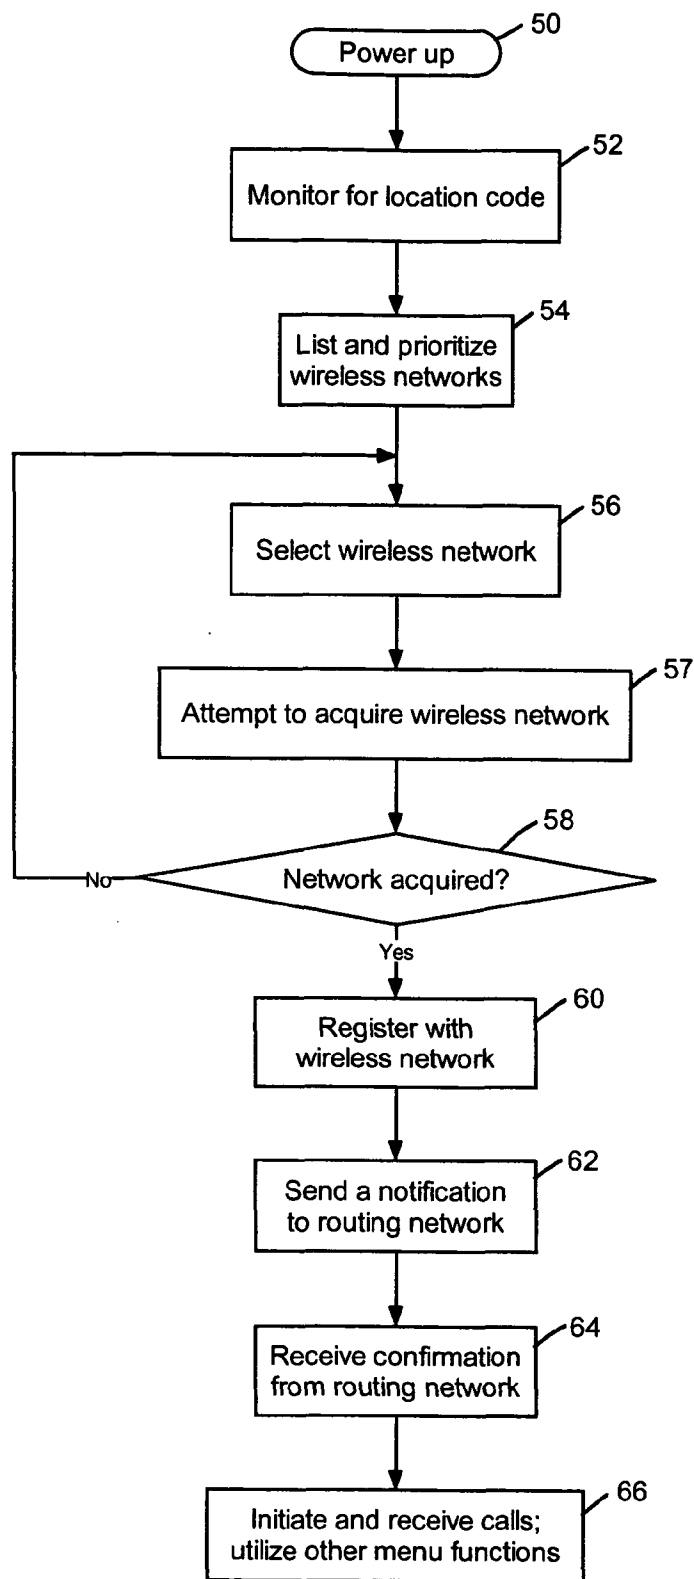 50
Power up
52
Monitor for location code
54
List and prioritize
wireless networks
56
Select wireless network
57
Attempt to acquire wireless network
58
Network acquired?
No
Yes
60
Register with
wireless network
62
Send a notification
to routing network
64
Receive confirmation
from routing network
66
Initiate and receive calls;
utilize other menu functions